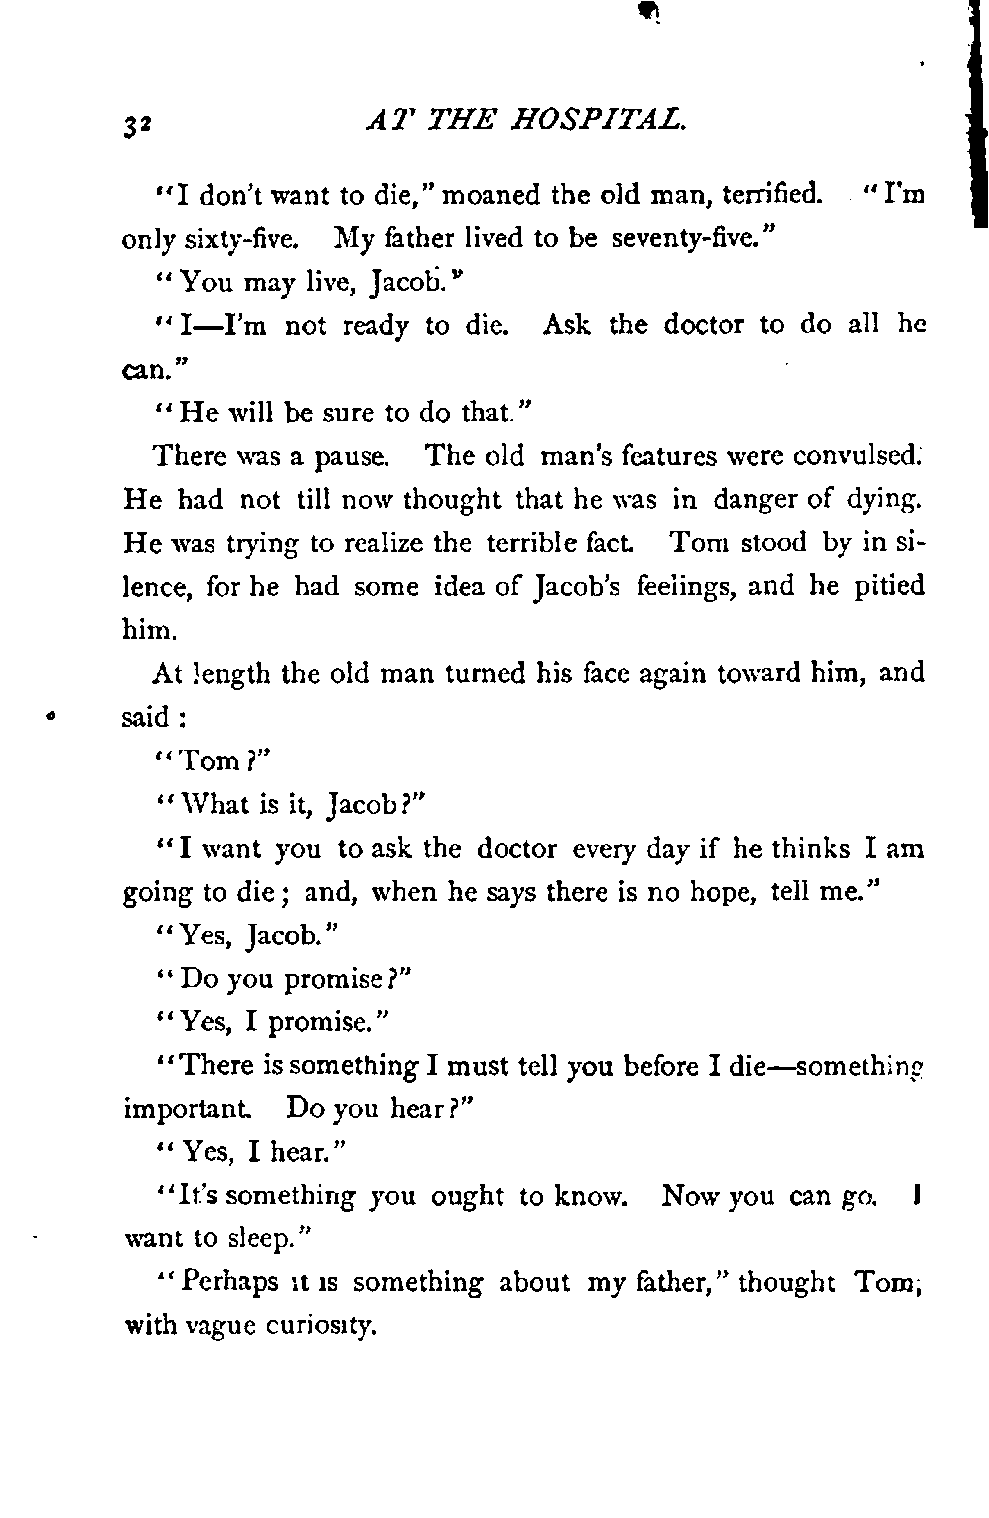 32 AT THE HOSPITAL.
"I don't want to die," moaned the old man, terrified. "I'm
only sixty-five. My father lived to be seventy-five."
"You may live, Jacob."
"I—I'm not ready to die. Ask the doctor to do all he
can."
"He will be sure to do that."
There was a pause. The old man's features were convulsed.
He had not till now thought that he was in danger of dying.
He was trying to realize the terrible fact. Tom stood by in si-
lence, for he had some idea of Jacob's feelings, and he pitied
him.
At length the old man turned his face again toward him, and
said :
"Tom ?"
"What is it, Jacob ?"
"I want you to ask the doctor every day if he thinks I am
going to die ; and, when he says there is no hope, tell me."
"Yes, Jacob."
"Do you promise ?"
"Yes, I promise."
"There is something I must tell you before I die—something
important. Do you hear ?"
"Yes, I hear."
"It's something you ought to know. Now you can go. I
want to sleep."
"Perhaps it is something about my father," thought Tom,
with vague curiosity.